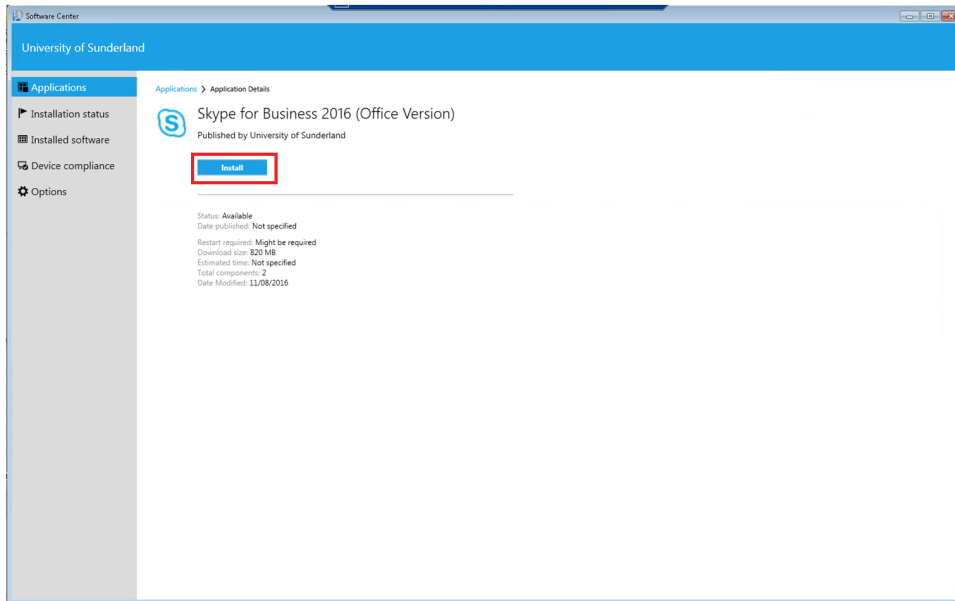 Software Center
University of Sunderland
Applications
Installation status
Installed software
Device compliance
Options
Applications > Application Details
Skype for Business 2016 (Office Version)
Published by University of Sunderland
Install
Status: Available
Date published: Not specified
Restart required: Might be required
Download size: 820 MB
Estimated time: Not specified
Total components: 2
Date Modified: 11/08/2016